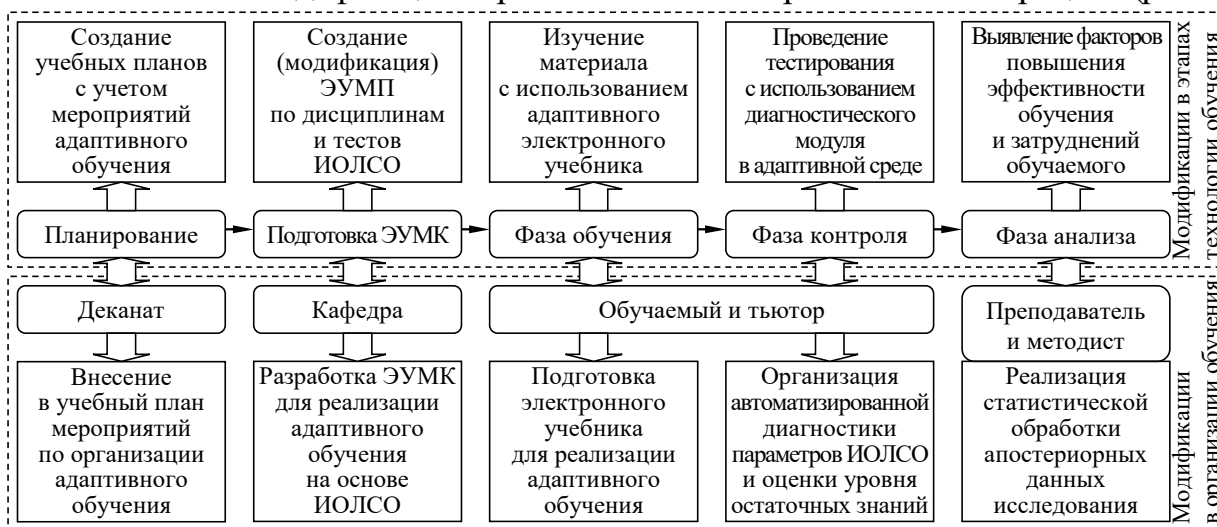 Создание
учебных планов
с учетом
мероприятий
адаптивного
обучения
Создание
(модификация)
ЭУМП
по дисциплинам
и тестов
ИОЛСО
Изучение
материала
с использованием
адаптивного
электронного
учебника
Проведение
тестирования
с использованием
диагностического
модуля
в адаптивной среде
Выявление факторов
повышения
эффективности
обучения
и затруднений
обучаемого
Модификации в этапах
технологии обучения
Планирование
Подготовка ЭУМК
Фаза обучения
Фаза контроля
Фаза анализа
Деканат
Кафедра
Обучаемый и тьютор
Преподаватель
и методист
Внесение
в учебный план
мероприятий
по организации
адаптивного
обучения
Разработка ЭУМК
для реализации
адаптивного
обучения
на основе
ИОЛСО
Подготовка
электронного
учебника
для реализации
адаптивного
обучения
Организация
автоматизированной
диагностики
параметров ИОЛСО
и оценки уровня
остаточных знаний
Реализация
статистической
обработки
апостериорных
данных
исследования
Модификации
в организации обучения